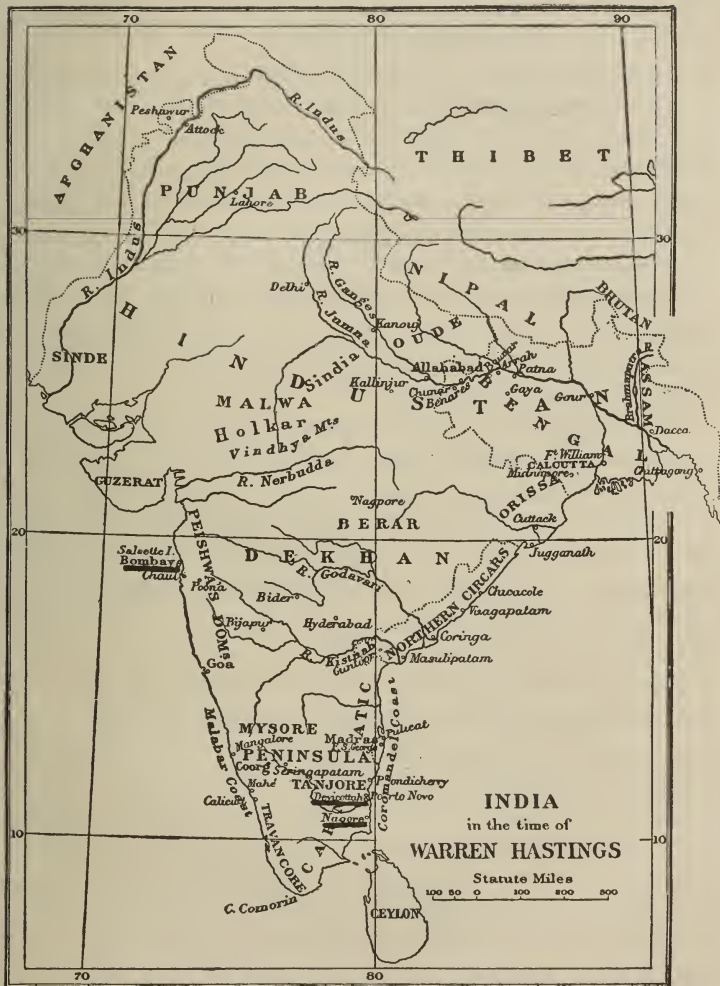 70
80
90
AFGHANISTAN
Peshawur
Attock
R. Indus
THIBET
PUNJAB
Lahore
30
30
R. Indus
Delhi
R. Ganges
R. Jamna
NIPAL
BHUTAN
HINDUSTAN
SINDE
Kanouj
OUDE
Sindia
Allahabad
Buxar
Arrah
Patna
R. Brahmaputra
ASSAM
Kallinjur
Chunar
Benares
Gaya
Gour
MALWA
Holkar
Vindhya Mts
BENGAL
Dacca
Ft. William
CALCUTTA
Midnapore
Chittagong
GUZERAT
R. Nerbudda
Nagpore
ORISSA
BERAR
Cuttack
20
20
PEISHWA'S DOMs
DEKHAN
Jugganath
Salsette I.
Bombay
Chaul
Poona
R. Godavari
NORTHERN CIRCARS
Chicacole
Bider
Vizagapatam
Bijapur
Hyderabad
Coringa
R. Kistnah
Guntoor
Masulipatam
Goa
CARNATIC
Coromandel Coast
MYSORE
Pulicat
Mangalore
Madras
F. S. George
PENINSULA
Coorg
Seringapatam
Malabar Coast
Mahé
TANJORE
Pondicherry
Calicut
Devicottah
Porto Novo
TRAVANCORE
Nagore
10
10
C. Comorin
CEYLON
INDIA
in the time of
WARREN HASTINGS
Statute Miles
100 50 0 100 200 300
70
80